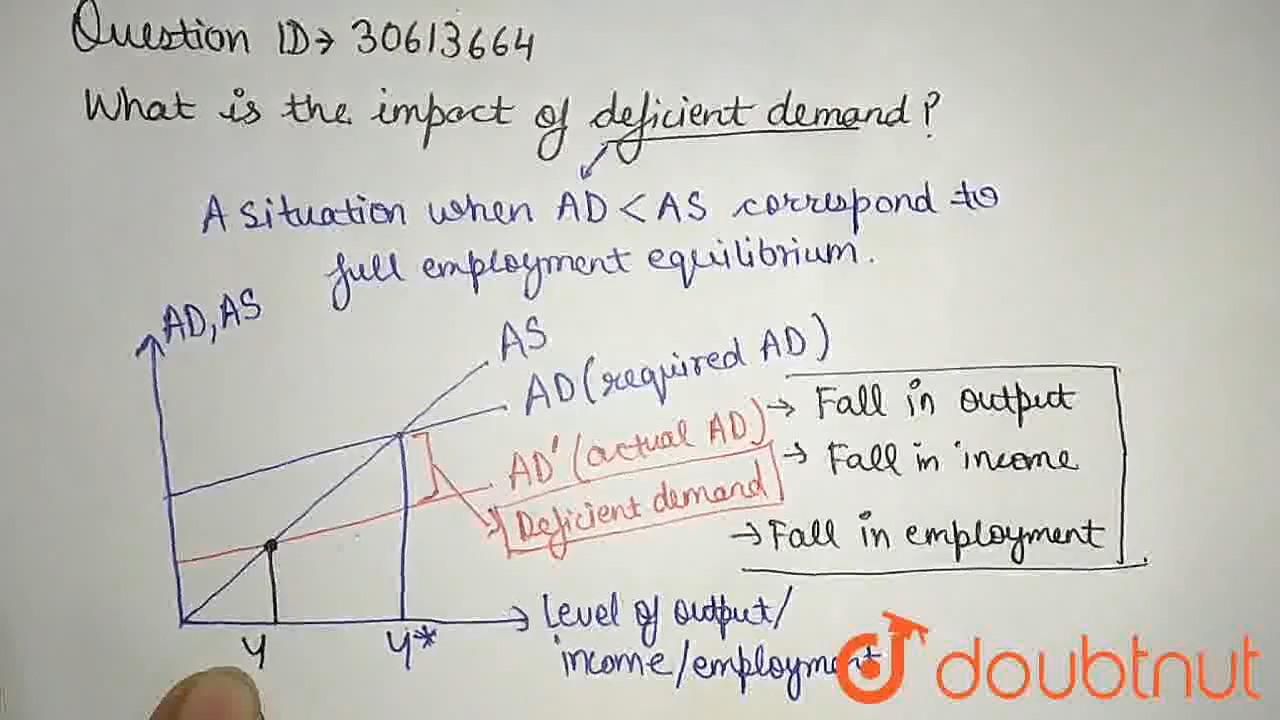 Question ID→ 30613664
What is the impact of deficient demand?
A situation when AD < AS correspond to
full employment equilibrium.
AD, AS
AS
AD (required AD)
AD' (actual AD)
Deficient demand
→ Fall in output
→ Fall in income
→ Fall in employment
y
y*
Level of output/
income/employment
doubtnut